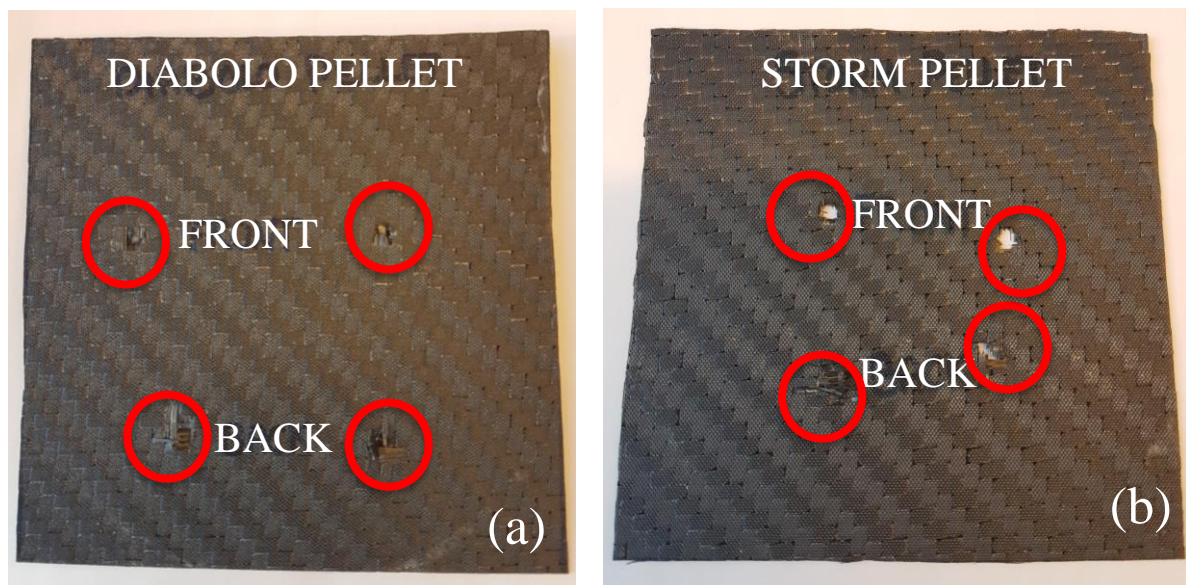 DIABOLO PELLET
FRONT
BACK
(a)
STORM PELLET
FRONT
BACK
(b)